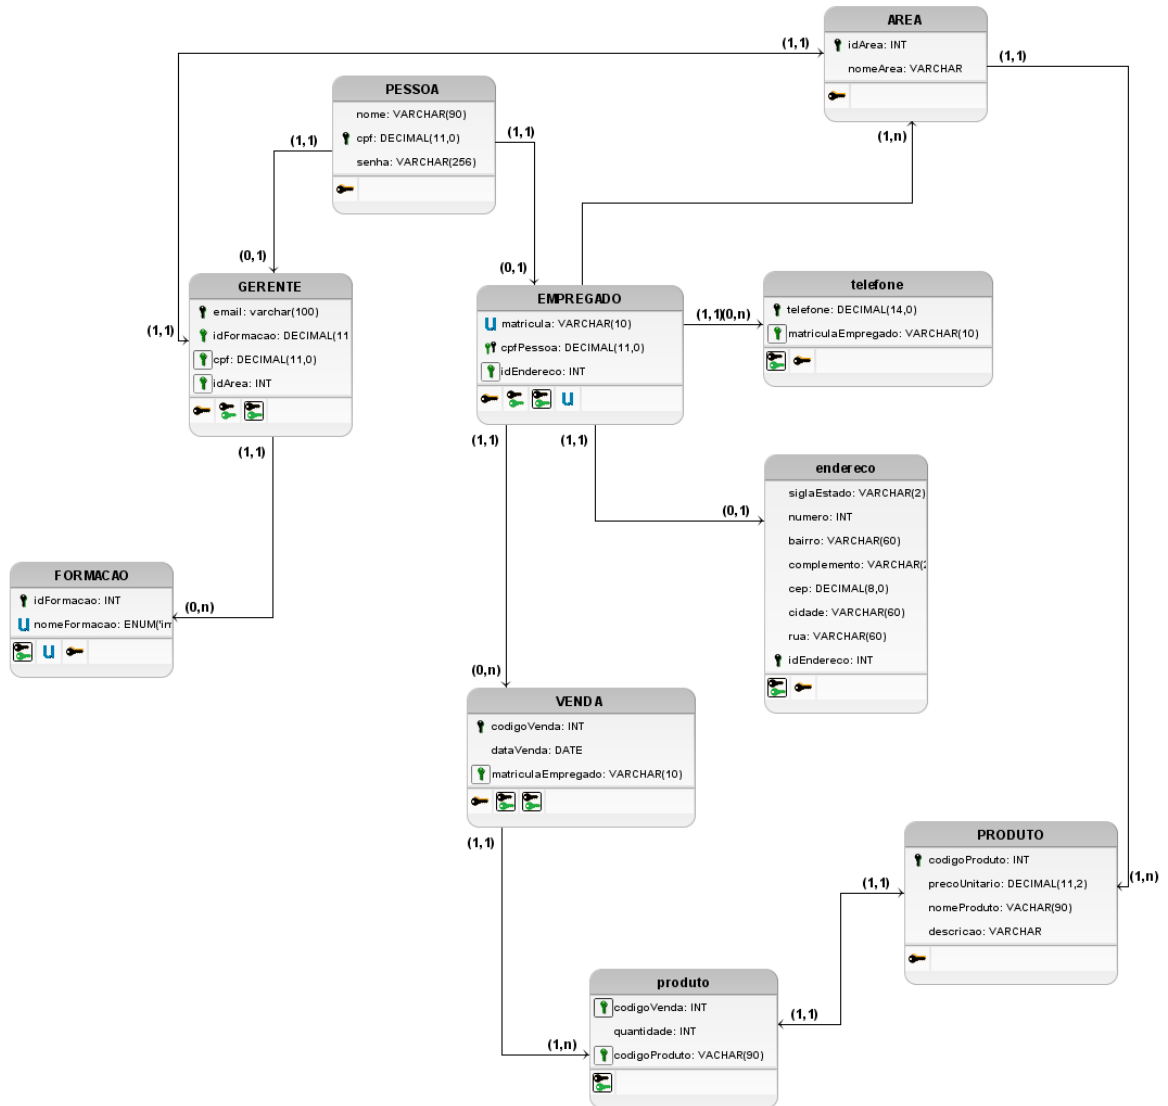 AREA
idArea: INT
nomeArea: VARCHAR
(1,1)
(1,1)
(1,n)
PESSOA
nome: VARCHAR(90)
cpf: DECIMAL(11,0)
senha: VARCHAR(256)
(1,1)
(1,1)
(0,1)
(0,1)
GERENTE
email: varchar(100)
idFormacao: DECIMAL(11
cpf: DECIMAL(11,0)
idArea: INT
(1,1)
(1,1)
EMPREGADO
matricula: VARCHAR(10)
cpfPessoa: DECIMAL(11,0)
idEndereco: INT
U
U
(1,1)(0,n)
telefone
telefone: DECIMAL(14,0)
matriculaEmpregado: VARCHAR(10)
(1,1)
(1,1)
(0,1)
endereco
siglaEstado: VARCHAR(2)
numero: INT
bairro: VARCHAR(60)
complemento: VARCHAR(2
cep: DECIMAL(8,0)
cidade: VARCHAR(60)
rua: VARCHAR(60)
idEndereco: INT
FORMACAO
idFormacao: INT
U nomeFormacao: ENUM('in
U
(0,n)
(0,n)
VENDA
codigoVenda: INT
dataVenda: DATE
matriculaEmpregado: VARCHAR(10)
(1,1)
PRODUTO
codigoProduto: INT
precoUnitario: DECIMAL(11,2)
nomeProduto: VACHAR(90)
descricao: VARCHAR
(1,1)
(1,n)
produto
codigoVenda: INT
quantidade: INT
codigoProduto: VACHAR(90)
(1,1)
(1,n)